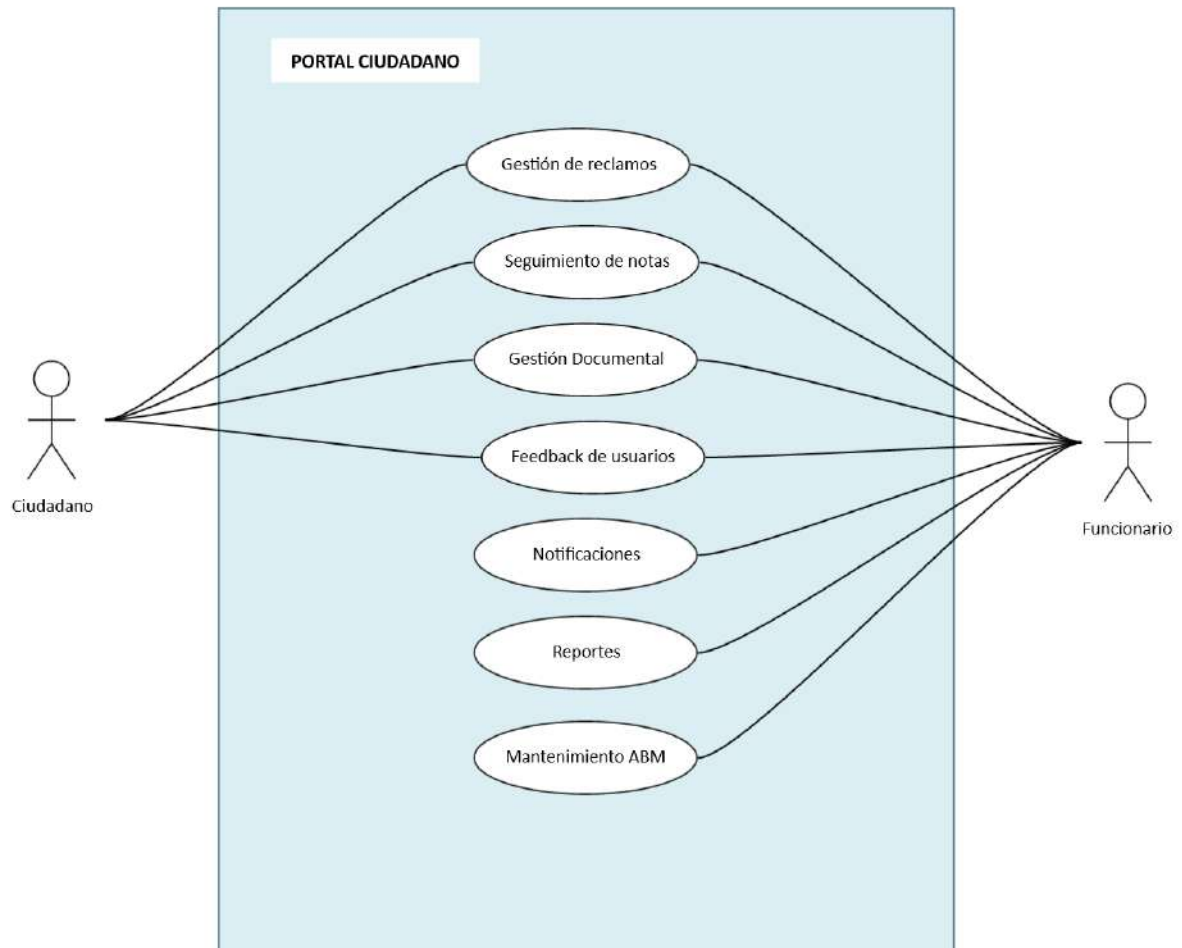 PORTAL CIUDADANO
Gestión de reclamos
Seguimiento de notas
Gestión Documental
Feedback de usuarios
Ciudadano
Funcionario
Notificaciones
Reportes
Mantenimiento ABM